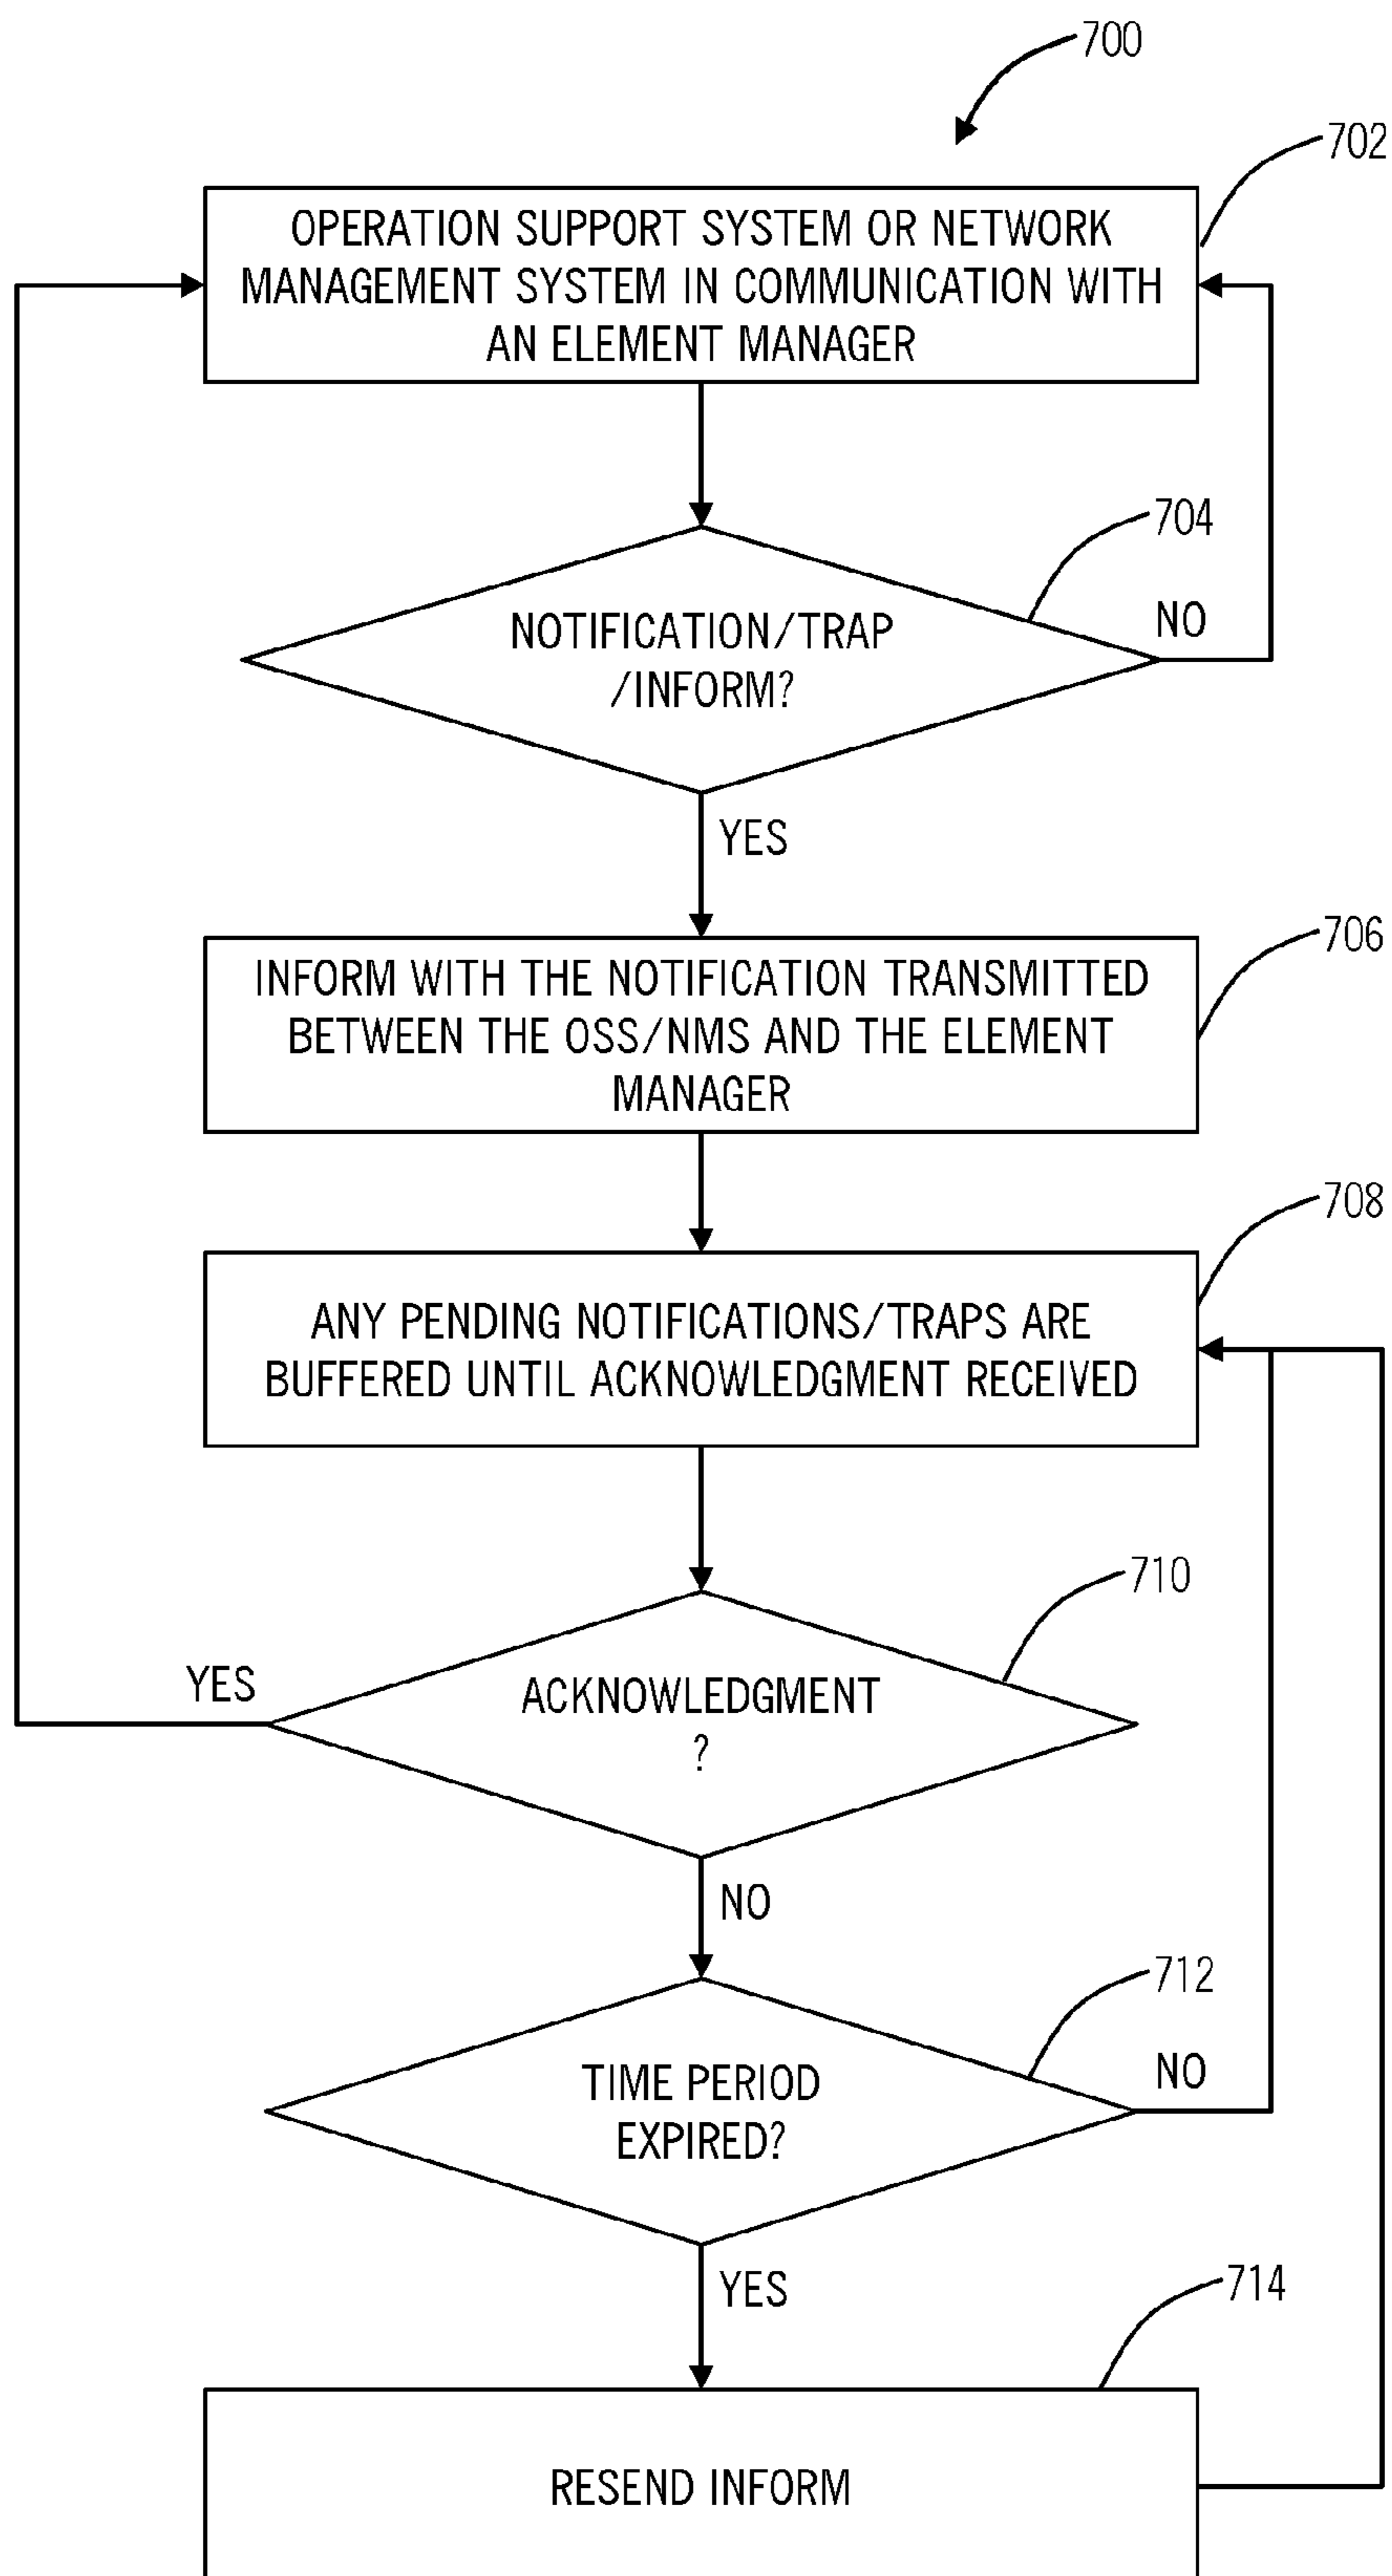 700
702
OPERATION SUPPORT SYSTEM OR NETWORK
MANAGEMENT SYSTEM IN COMMUNICATION WITH
AN ELEMENT MANAGER
704
NOTIFICATION/TRAP
/INFORM?
NO
YES
706
INFORM WITH THE NOTIFICATION TRANSMITTED
BETWEEN THE OSS/NMS AND THE ELEMENT
MANAGER
708
ANY PENDING NOTIFICATIONS/TRAPS ARE
BUFFERED UNTIL ACKNOWLEDGMENT RECEIVED
710
YES
ACKNOWLEDGMENT
?
NO
712
TIME PERIOD
EXPIRED?
NO
YES
714
RESEND INFORM